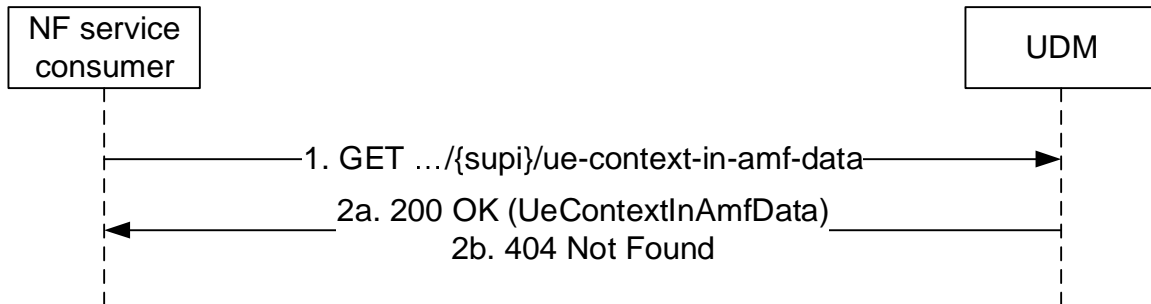 NF service
consumer
UDM
1. GET …/{supi}/ue-context-in-amf-data
2a. 200 OK (UeContextInAmfData)
2b. 404 Not Found